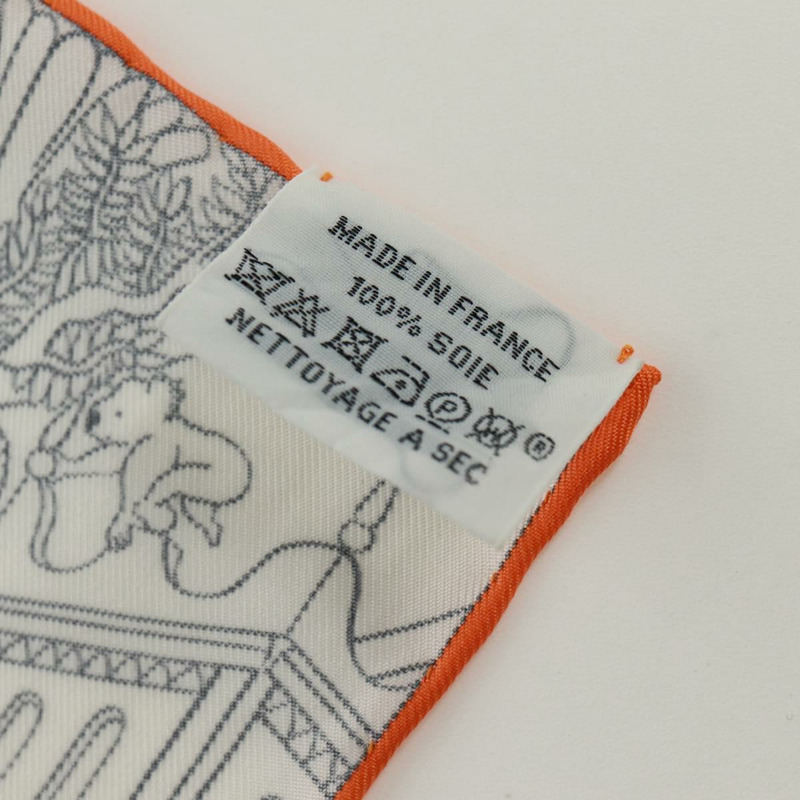 MADE IN FRANCE
100% SOIE
P W ®
NETTOYAGE A SEC